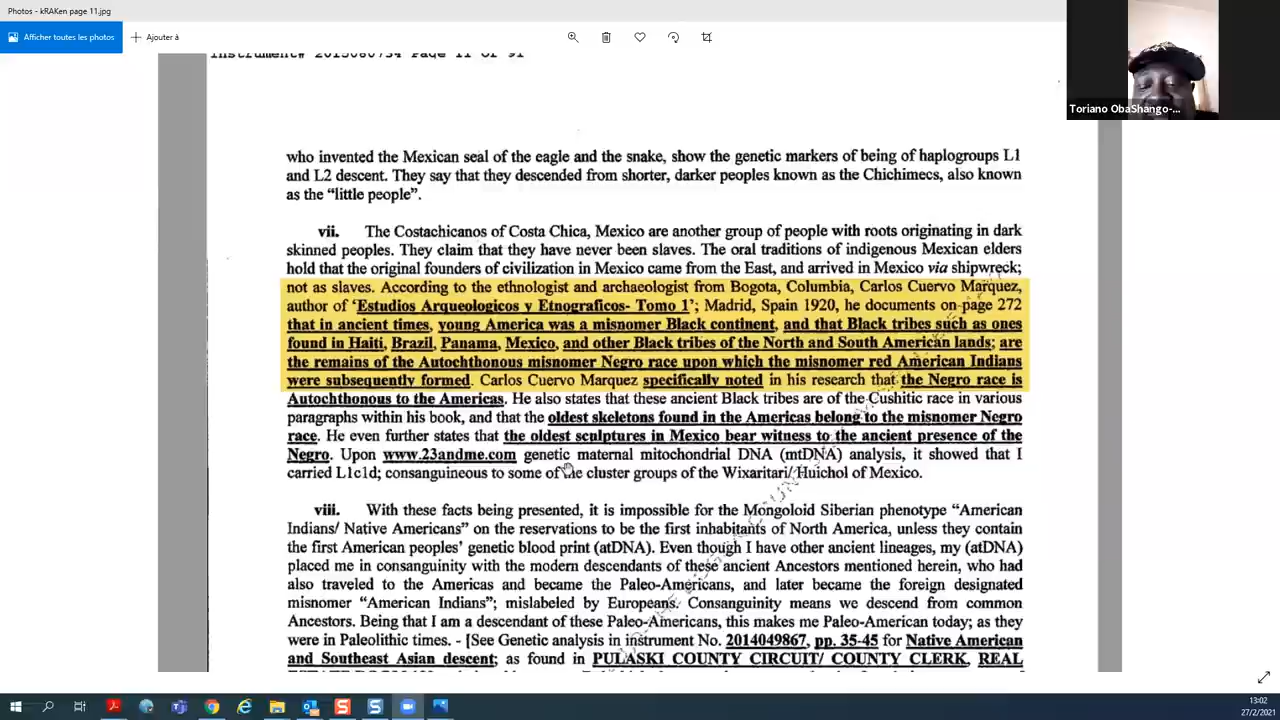 Photos - kRAKen page 11.jpg
Afficher toutes les photos
Ajouter à
Toriano ObaShango-...
Instrument# 2015080734 Page 11 of 91
who invented the Mexican seal of the eagle and the snake, show the genetic markers of being of haplogroups L1
and L2 descent. They say that they descended from shorter, darker peoples known as the Chichimecs, also known
as the “little people”.
vii. The Costachicanos of Costa Chica, Mexico are another group of people with roots originating in dark
skinned peoples. They claim that they have never been slaves. The oral traditions of indigenous Mexican elders
hold that the original founders of civilization in Mexico came from the East, and arrived in Mexico via shipwreck;
not as slaves. According to the ethnologist and archaeologist from Bogota, Columbia, Carlos Cuervo Marquez,
author of ‘Estudios Arqueologicos y Etnograficos- Tomo 1’; Madrid, Spain 1920, he documents on page 272
that in ancient times, young America was a misnomer Black continent, and that Black tribes such as ones
found in Haiti, Brazil, Panama, Mexico, and other Black tribes of the North and South American lands; are
the remains of the Autochthonous misnomer Negro race upon which the misnomer red American Indians
were subsequently formed. Carlos Cuervo Marquez specifically noted in his research that the Negro race is
Autochthonous to the Americas. He also states that these ancient Black tribes are of the Cushitic race in various
paragraphs within his book, and that the oldest skeletons found in the Americas belong to the misnomer Negro
race. He even further states that the oldest sculptures in Mexico bear witness to the ancient presence of the
Negro. Upon www.23andme.com genetic maternal mitochondrial DNA (mtDNA) analysis, it showed that I
carried L1c1d; consanguineous to some of the cluster groups of the Wixaritari/ Huichol of Mexico.
viii. With these facts being presented, it is impossible for the Mongoloid Siberian phenotype “American
Indians/ Native Americans” on the reservations to be the first inhabitants of North America, unless they contain
the first American peoples’ genetic blood print (atDNA). Even though I have other ancient lineages, my (atDNA)
placed me in consanguinity with the modern descendants of these ancient Ancestors mentioned herein, who had
also traveled to the Americas and became the Paleo-Americans, and later became the foreign designated
misnomer “American Indians”; mislabeled by Europeans. Consanguinity means we descend from common
Ancestors. Being that I am a descendant of these Paleo-Americans, this makes me Paleo-American today; as they
were in Paleolithic times. - [See Genetic analysis in instrument No. 2014049867, pp. 35-45 for Native American
and Southeast Asian descent; as found in PULASKI COUNTY CIRCUIT/ COUNTY CLERK, REAL
13:02
27/2/2021